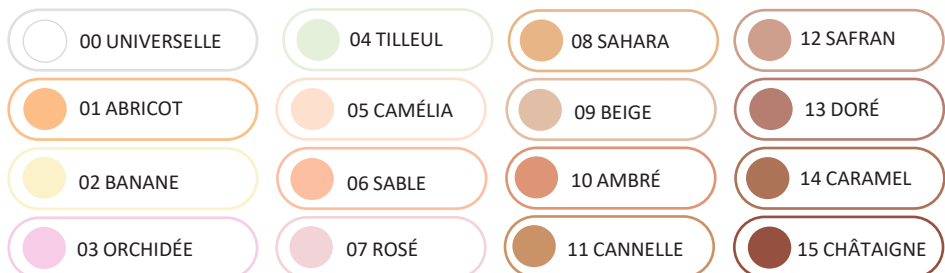 00 UNIVERSELLE
01 ABRICOT
02 BANANE
03 ORCHIDÉE
04 TILLEUL
05 CAMÉLIA
06 SABLE
07 ROSÉ
08 SAHARA
09 BEIGE
10 AMBRÉ
11 CANNELLE
12 SAFRAN
13 DORÉ
14 CARAMEL
15 CHÂTAIGNE